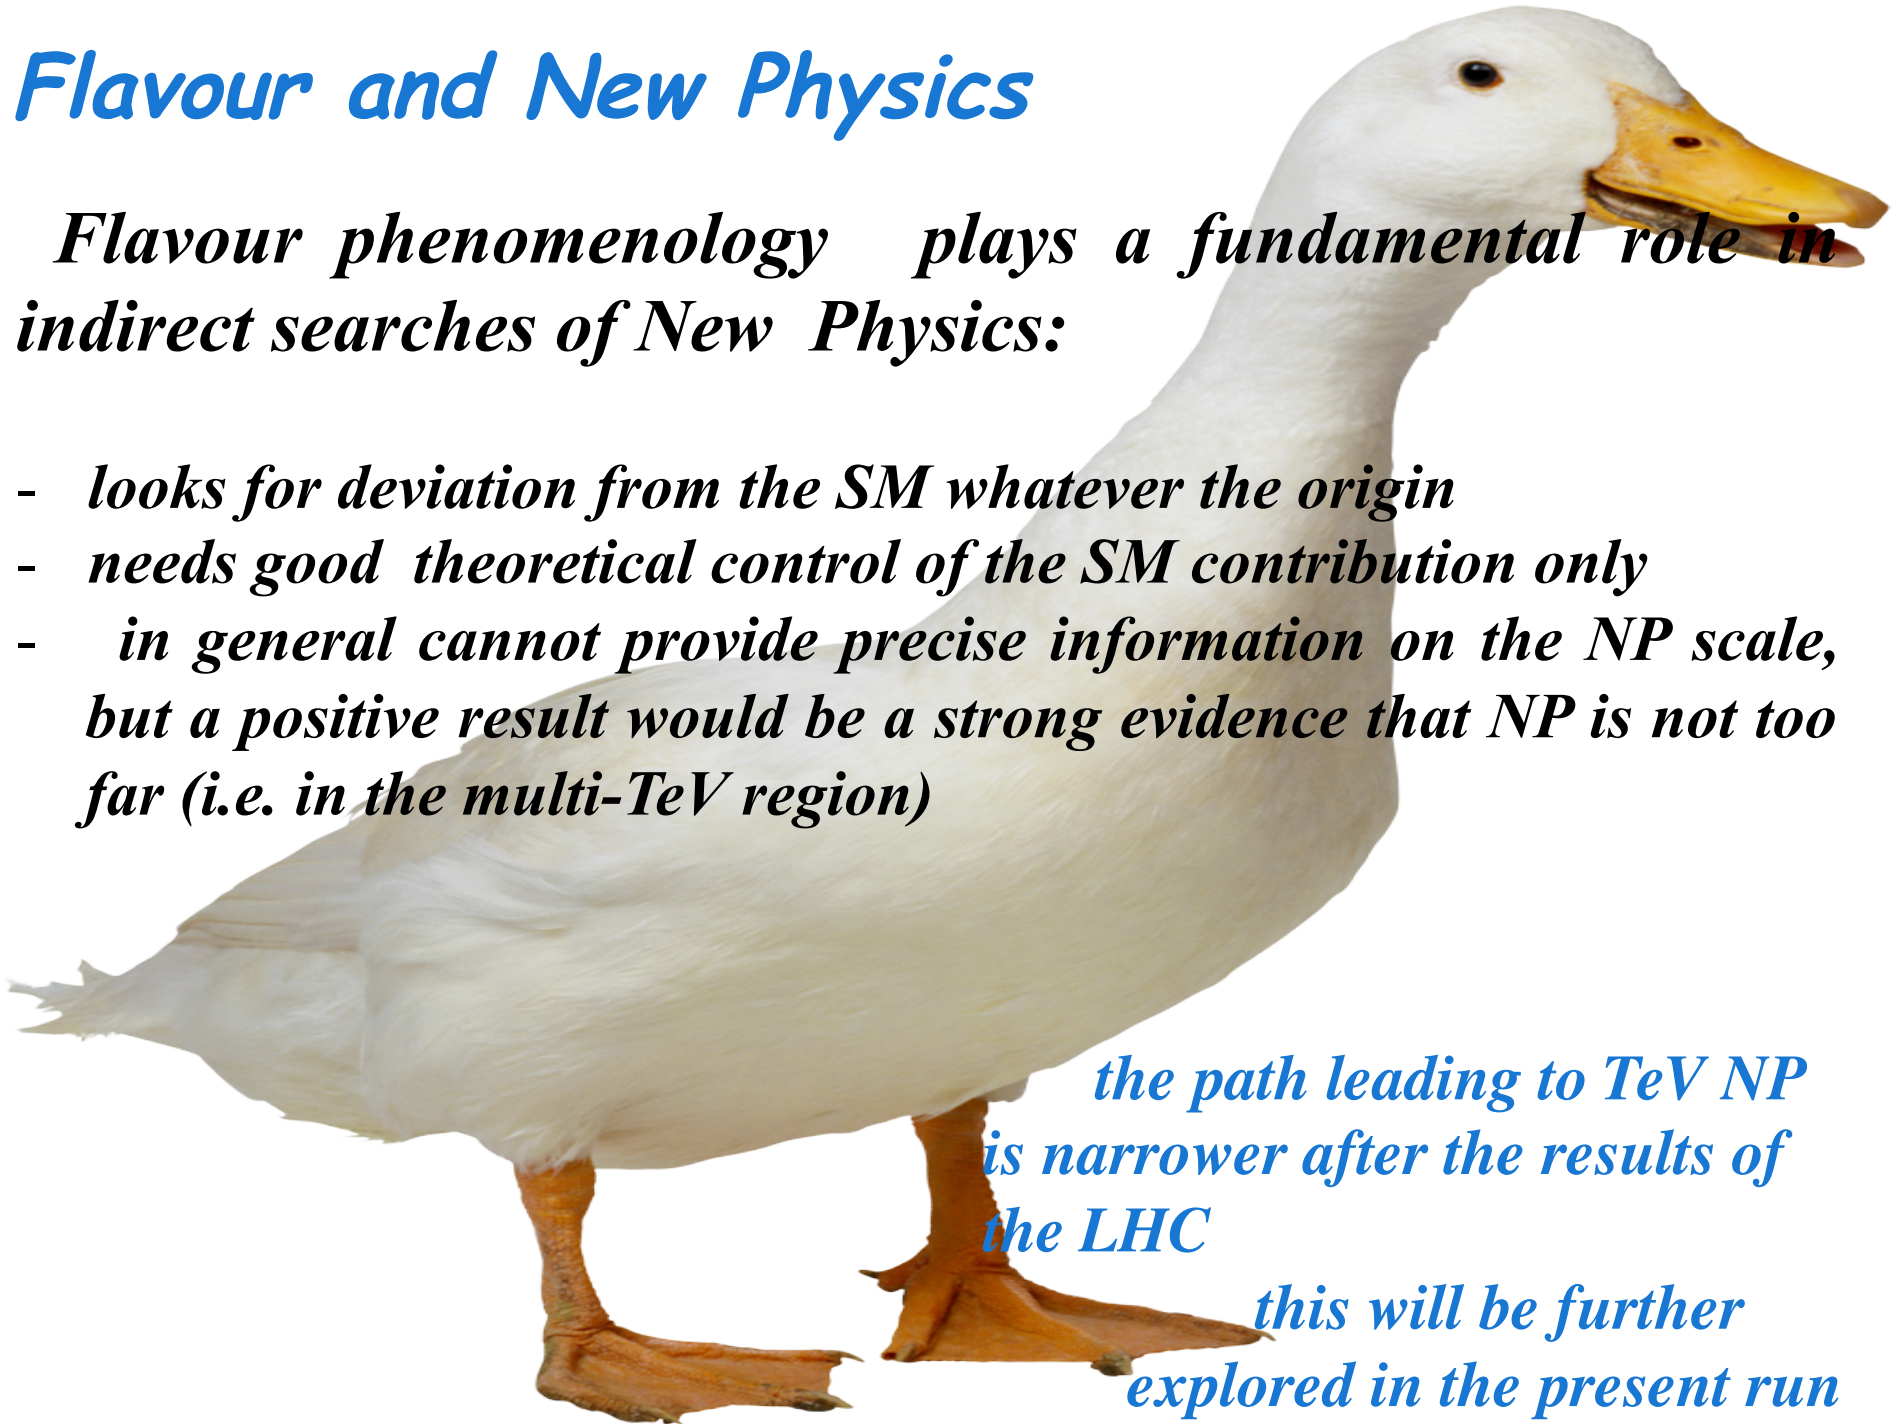 Flavour and New Physics
Flavour phenomenology plays a fundamental role in
indirect searches of New Physics:
- looks for deviation from the SM whatever the origin
- needs good theoretical control of the SM contribution only
- in general cannot provide precise information on the NP scale,
but a positive result would be a strong evidence that NP is not too
far (i.e. in the multi-TeV region)
the path leading to TeV NP
is narrower after the results of
the LHC
this will be further
explored in the present run